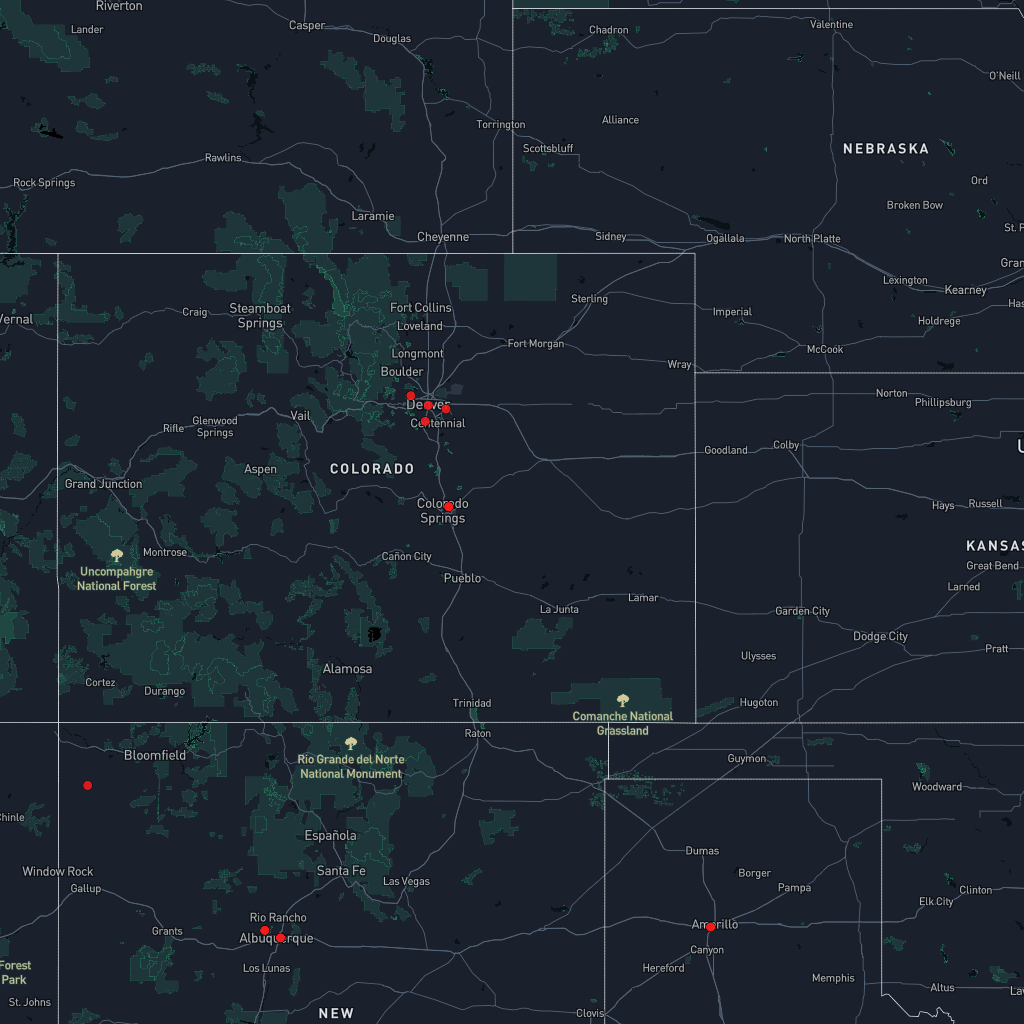 Riverton
Lander
Casper
Douglas
Chadron
Valentine
O'Neill
Torrington
Alliance
Scottsbluff
NEBRASKA
Rawlins
Rock Springs
Ord
Broken Bow
Laramie
Cheyenne
Sidney
Ogallala
North Platte
St. P
Gran
Lexington
Kearney
Has
Vernal
Craig
Steamboat
Springs
Fort Collins
Loveland
Sterling
Imperial
Holdrege
Longmont
Boulder
Fort Morgan
Wray
McCook
Norton
Phillipsburg
Denver
Centennial
Vail
Glenwood
Springs
Rifle
Aspen
COLORADO
Goodland
Colby
U
Grand Junction
Colorado
Springs
Hays
Russell
KANSAS
Great Bend
Montrose
Cañon City
Uncompahgre
National Forest
Pueblo
Larned
La Junta
Lamar
Garden City
Dodge City
Pratt
Ulysses
Alamosa
Cortez
Durango
Trinidad
Hugoton
Comanche National
Grassland
Raton
Bloomfield
Rio Grande del Norte
National Monument
Guymon
Woodward
Chinle
Española
Dumas
Window Rock
Gallup
Santa Fe
Las Vegas
Borger
Pampa
Clinton
Elk City
Rio Rancho
Albuquerque
Grants
Amarillo
Canyon
Los Lunas
Hereford
Memphis
Altus
Law
Forest
Park
St. Johns
NEW
Clovis